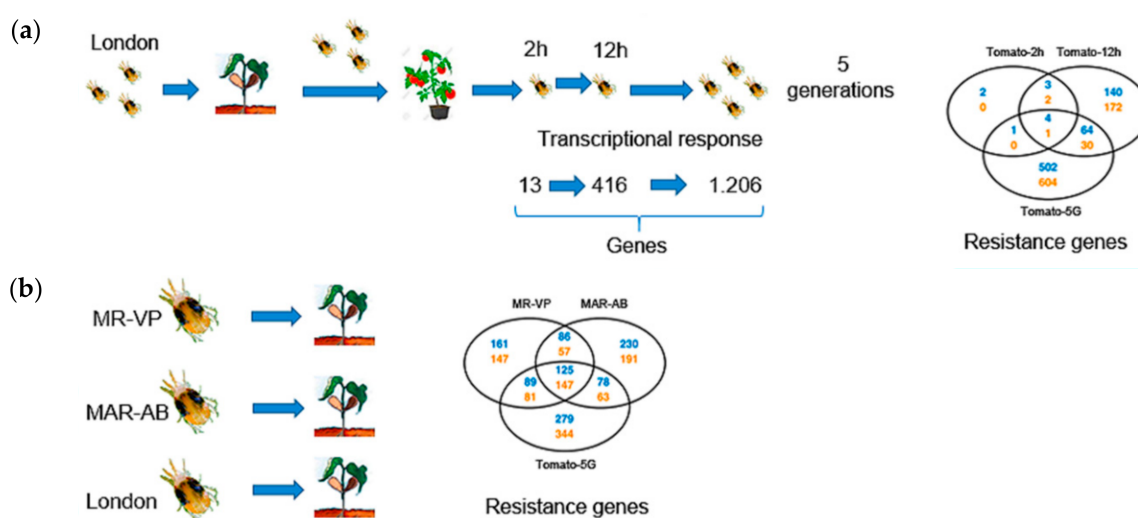 (a)
London
2h
12h
5
generations
Transcriptional response
13
416
1.206
Genes
Tomato-2h
Tomato-12h
2
0
3
2
140
172
4
1
1
0
64
30
502
604
Tomato-5G
Resistance genes
(b)
MR-VP
MAR-AB
London
MR-VP
MAR-AB
161
147
86
57
230
191
125
147
89
81
78
63
279
344
Tomato-5G
Resistance genes